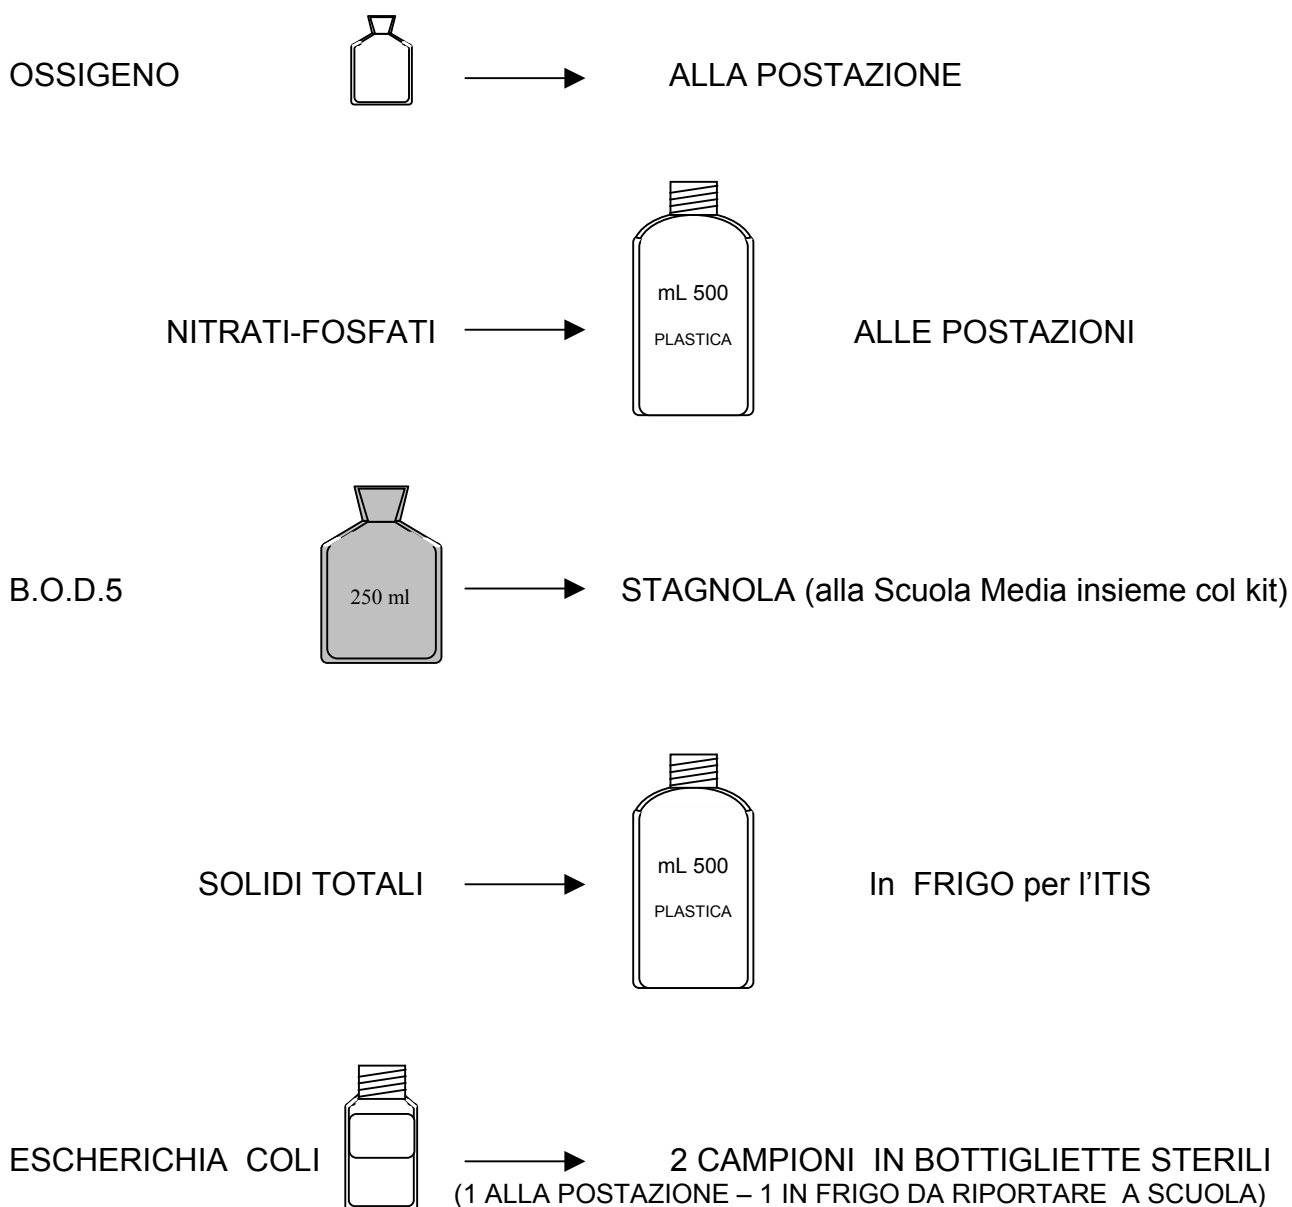 OSSIGENO ALLA POSTAZIONE
mL 500
NITRATI-FOSFATI ALLE POSTAZIONI
PLASTICA
B.O.D.5 250 ml STAGNOLA (alla Scuola Media insieme col kit)
mL 500
SOLIDI TOTALI In FRIGO per l’ITIS
PLASTICA
ESCHERICHIA COLI 2 CAMPIONI IN BOTTIGLIETTE STERILI
(1 ALLA POSTAZIONE – 1 IN FRIGO DA RIPORTARE A SCUOLA)